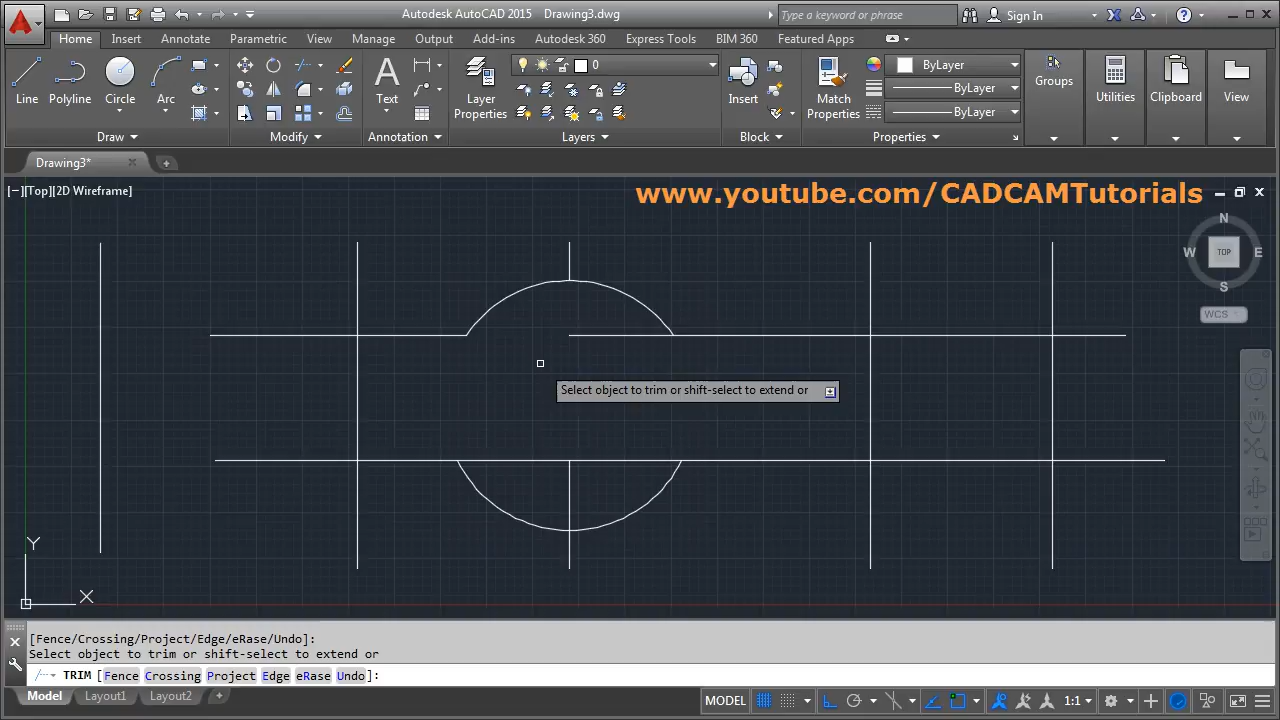 Autodesk AutoCAD 2015 Drawing3.dwg
Type a keyword or phrase
Sign In
Home Insert Annotate Parametric View Manage Output Add-ins Autodesk 360 Express Tools BIM 360 Featured Apps
Line Polyline Circle Arc
Text
Layer Properties
0
Insert
Match Properties
ByLayer
ByLayer
ByLayer
Groups
Utilities
Clipboard
View
Draw Modify Annotation Layers Block Properties
Drawing3*
[−][Top][2D Wireframe]
www.youtube.com/CADCAMTutorials
N
W TOP E
S
WCS
Select object to trim or shift-select to extend or
Y
X
[Fence/Crossing/Project/Edge/eRase/Undo]:
Select object to trim or shift-select to extend or
TRIM [Fence Crossing Project Edge eRase Undo]:
Model Layout1 Layout2
MODEL
1:1